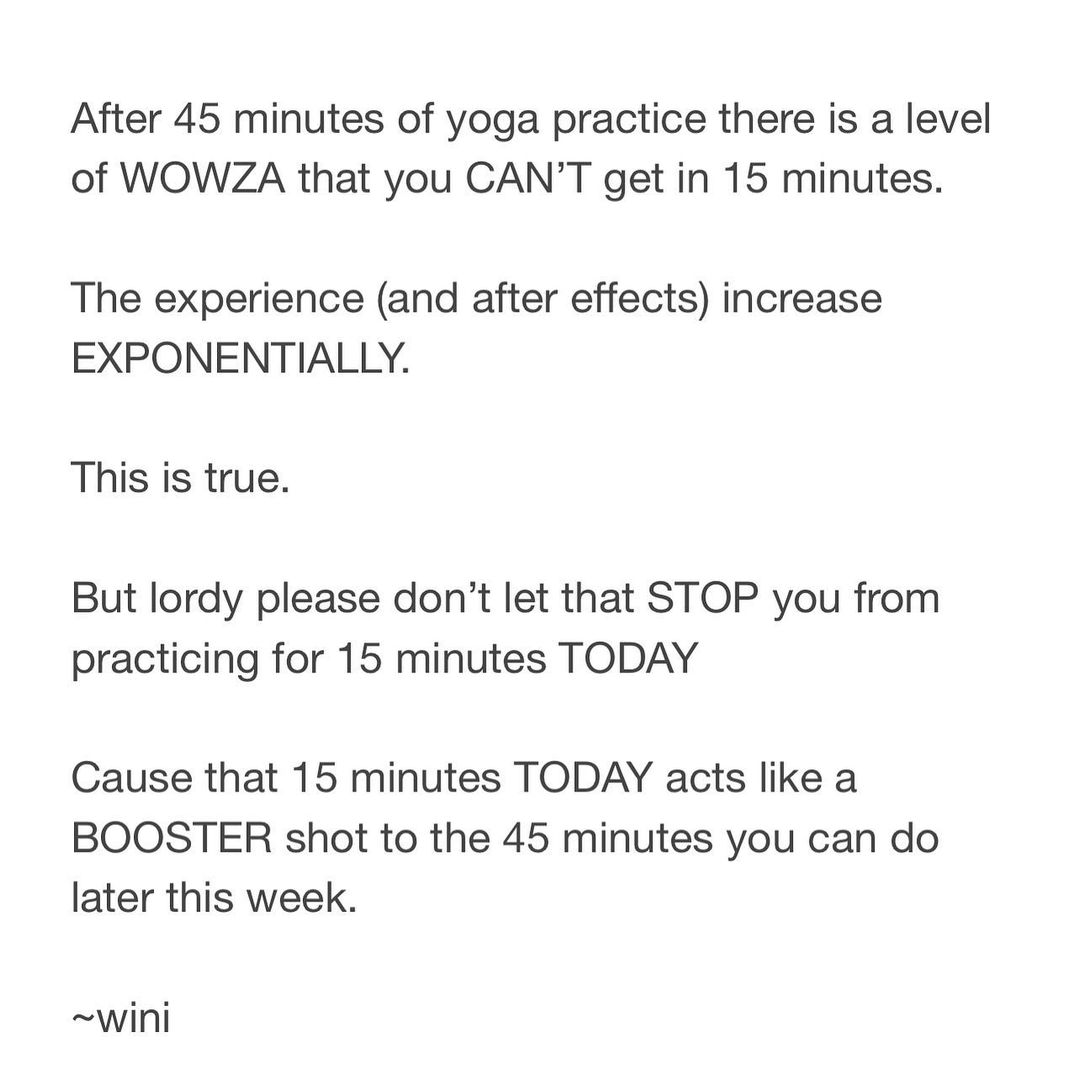 After 45 minutes of yoga practice there is a level
of WOWZA that you CAN’T get in 15 minutes.
The experience (and after effects) increase
EXPONENTIALLY.
This is true.
But lordy please don’t let that STOP you from
practicing for 15 minutes TODAY
Cause that 15 minutes TODAY acts like a
BOOSTER shot to the 45 minutes you can do
later this week.
~wini